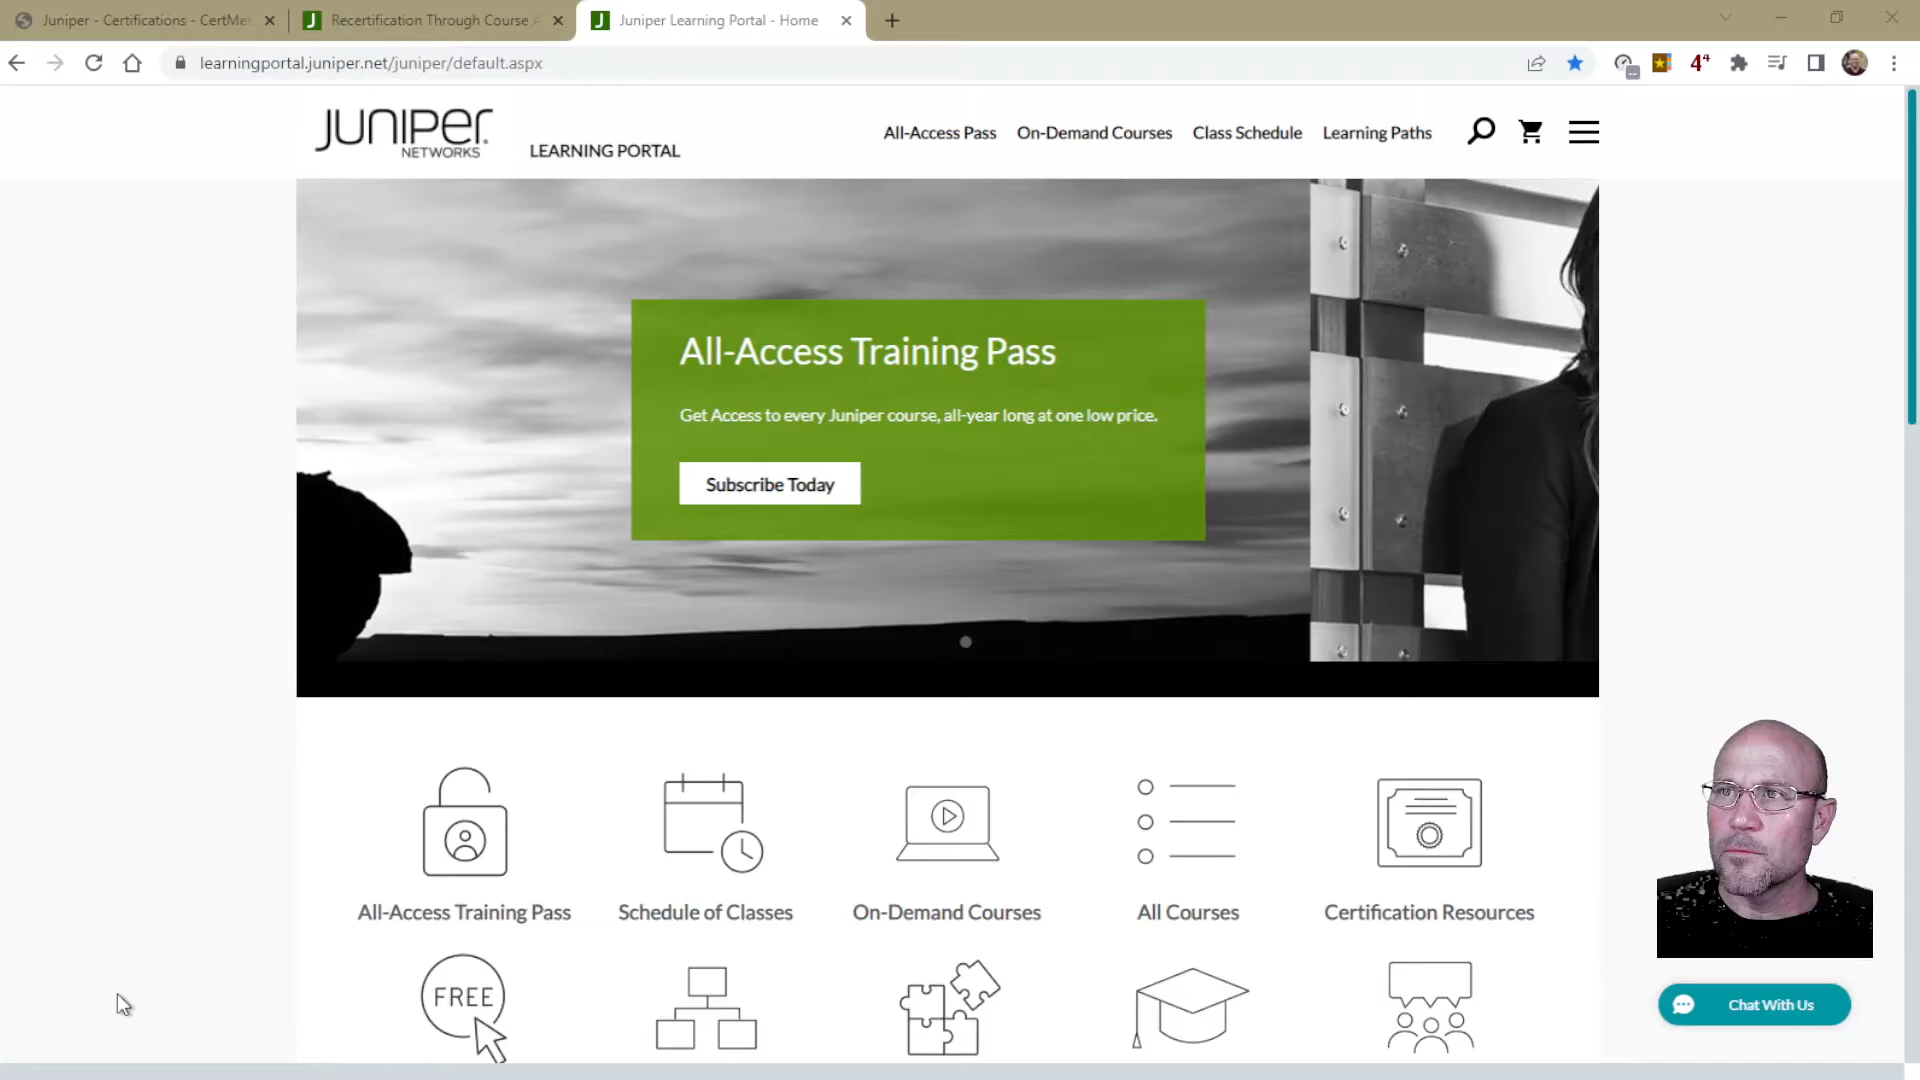 Juniper - Certifications - CertMet
Recertification Through Course A
Juniper Learning Portal - Home
learningportal.juniper.net/juniper/default.aspx
4⁴
JUNIPer
NETWORKS
LEARNING PORTAL
All-Access Pass
On-Demand Courses
Class Schedule
Learning Paths
All-Access Training Pass
Get Access to every Juniper course, all-year long at one low price.
Subscribe Today
All-Access Training Pass
Schedule of Classes
On-Demand Courses
All Courses
Certification Resources
FREE
Chat With Us